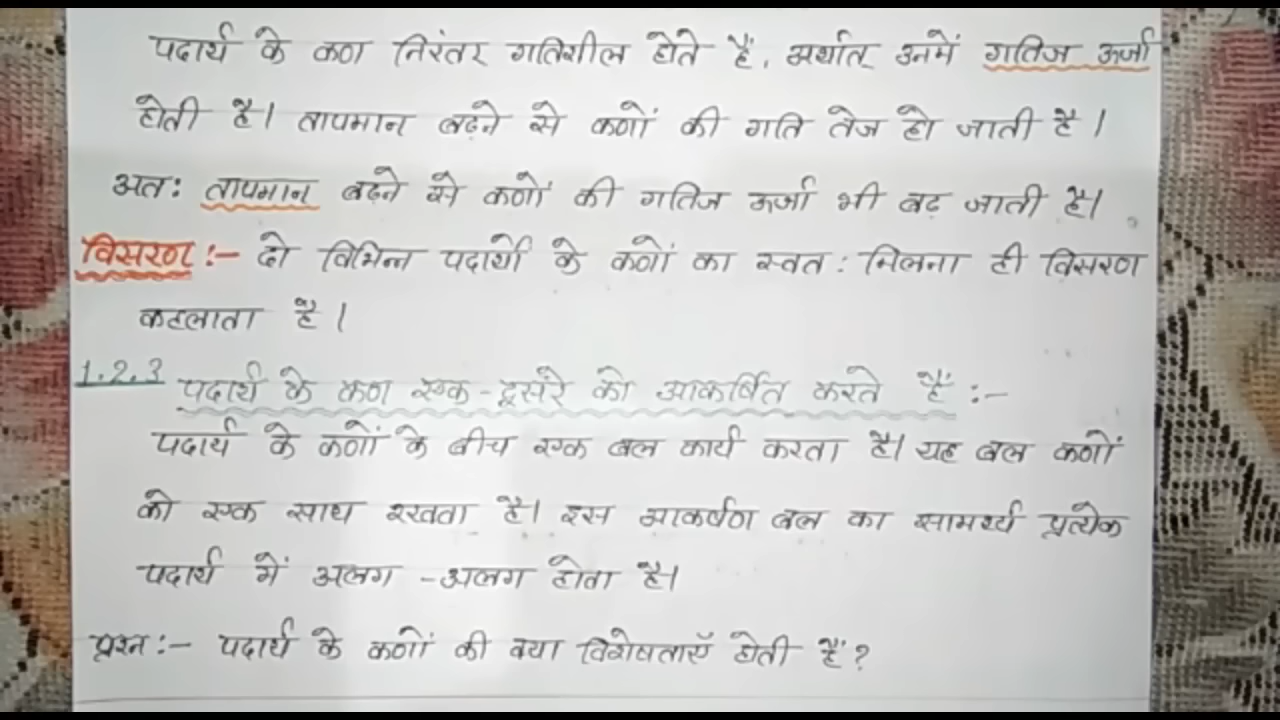 पदार्थ के कण निरंतर गतिशील होते हैं, अर्थात् उनमें गतिज ऊर्जा
होती है। तापमान बढ़ने से कणों की गति तेज हो जाती है।
अत: तापमान बढ़ने से कणों की गतिज ऊर्जा भी बढ़ जाती है।
विसरण :- दो विभिन्न पदार्थों के कणों का स्वत: मिलना ही विसरण
कहलाता है।
1.2.3 पदार्थ के कण एक-दूसरे को आकर्षित करते हैं :-
पदार्थ के कणों के बीच एक बल कार्य करता है। यह बल कणों
को एक साथ रखता है। इस आकर्षण बल का सामर्थ्य प्रत्येक
पदार्थ में अलग-अलग होता है।
प्रश्न :- पदार्थ के कणों की क्या विशेषताएँ होती हैं?